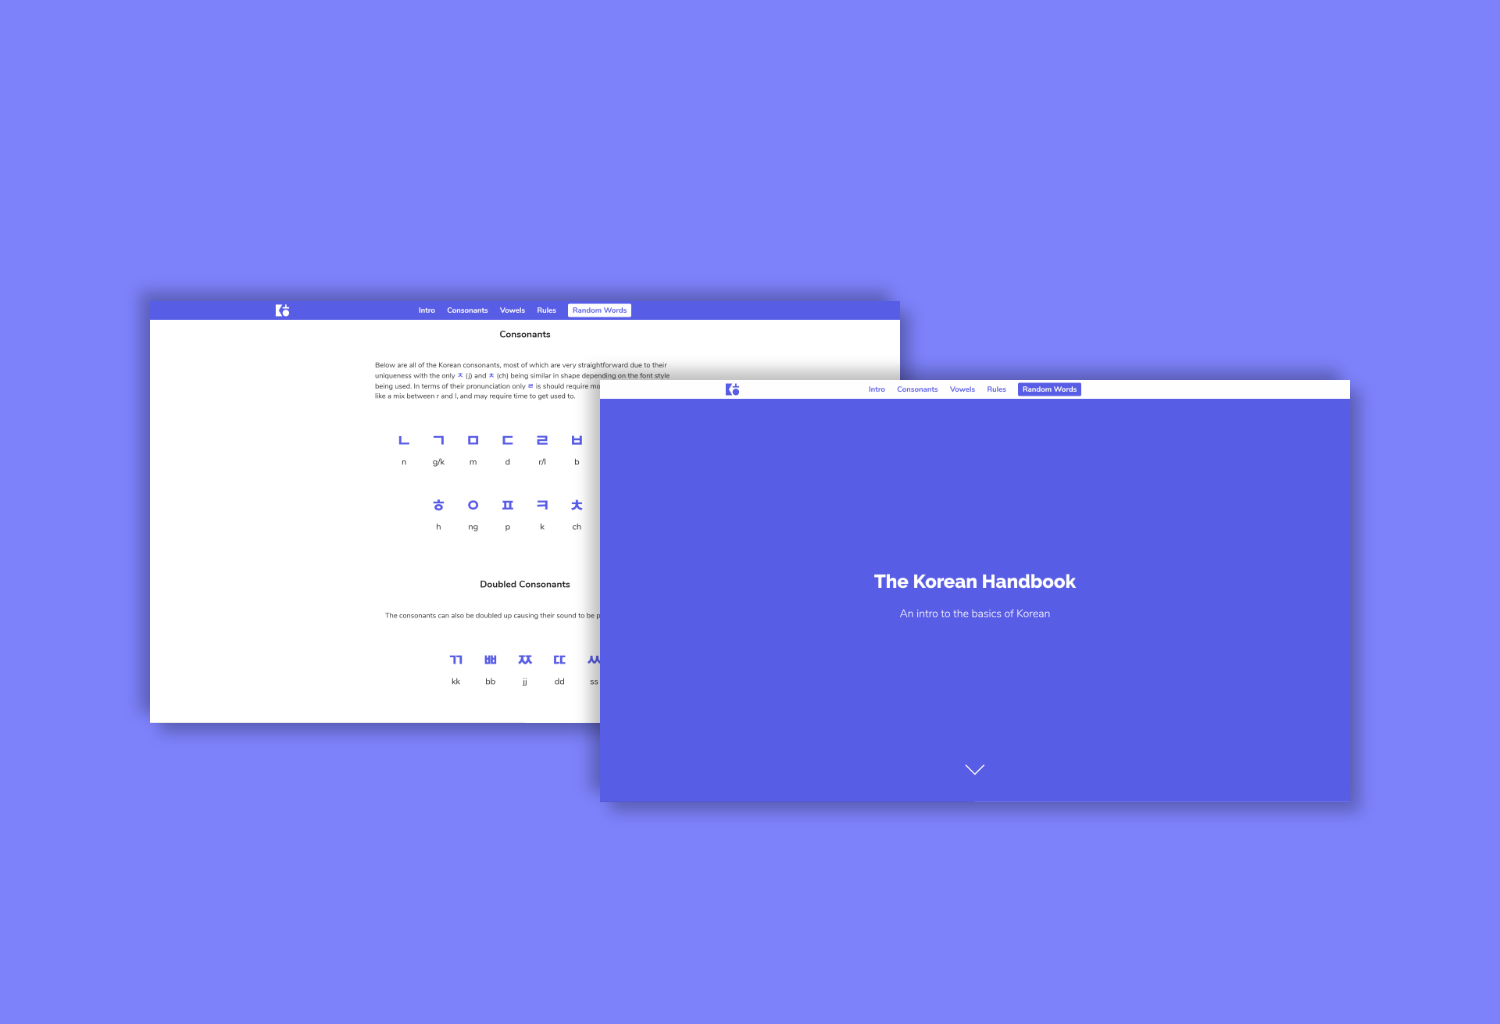 Intro Consonants Vowels Rules Random Words
Consonants
Below are all of the Korean consonants, most of which are very straightforward due to their
uniqueness with the only ㅈ (j) and ㅊ (ch) being similar in shape depending on the font style
being used. In terms of their pronunciation only ㄹ is should require
like a mix between r and l, and may require time to get used to.
ㄴ ㄱ ㅁ ㄷ ㄹ ㅂ
n g/k m d r/l b
ㅎ ㅇ ㅍ ㅋ ㅊ
h ng p k ch
Doubled Consonants
The consonants can also be doubled up causing their sound to be
ㄲ ㅃ ㅉ ㄸ ㅆ
kk bb jj dd ss
Intro Consonants Vowels Rules Random Words
The Korean Handbook
An intro to the basics of Korean